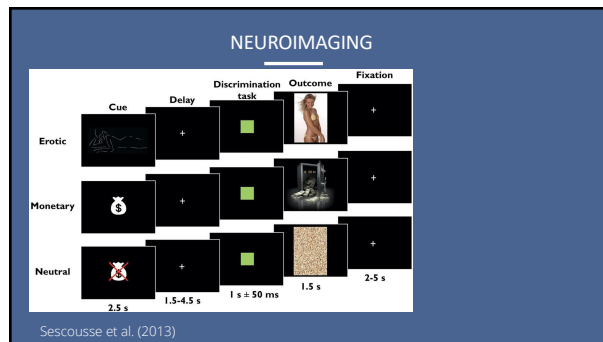 NEUROIMAGING
Fixation
Discrimination Outcome
task
Delay
Cue
Erotic
Monetary
$
Neutral
$
2.5 s
1.5-4.5 s
1 s ± 50 ms
1.5 s
2-5 s
Sescousse et al. (2013)